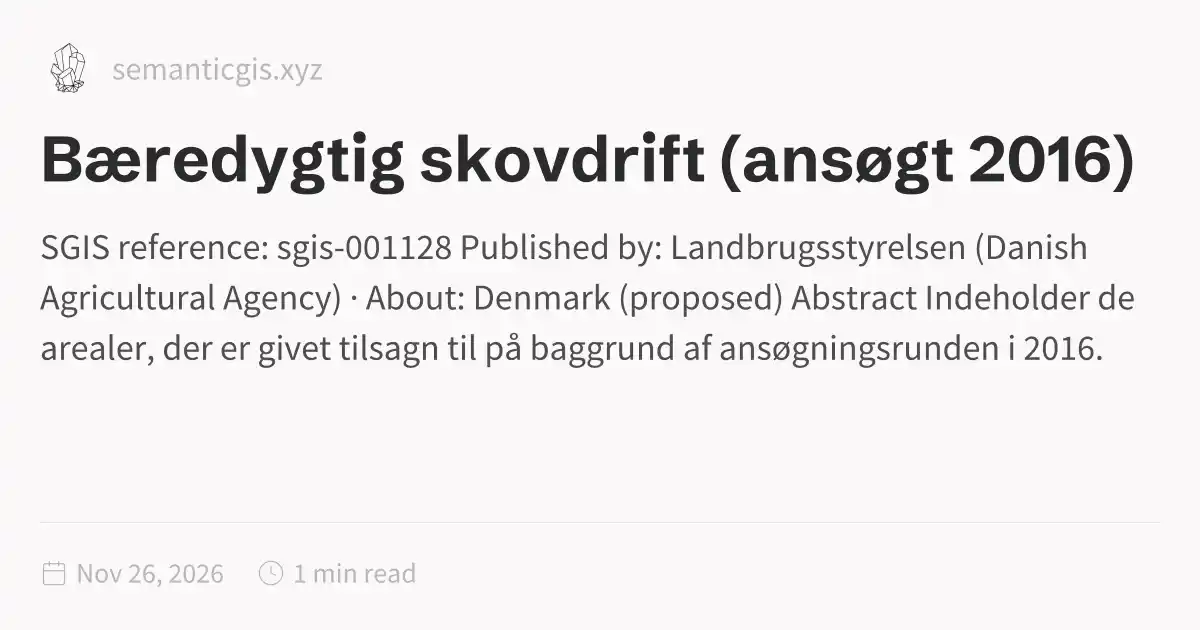 semanticgis.xyz
Bæredygtig skovdrift (ansøgt 2016)
SGIS reference: sgis-001128 Published by: Landbrugsstyrelsen (Danish
Agricultural Agency) · About: Denmark (proposed) Abstract Indeholder de
arealer, der er givet tilsagn til på baggrund af ansøgningsrunden i 2016.
Nov 26, 2026 1 min read